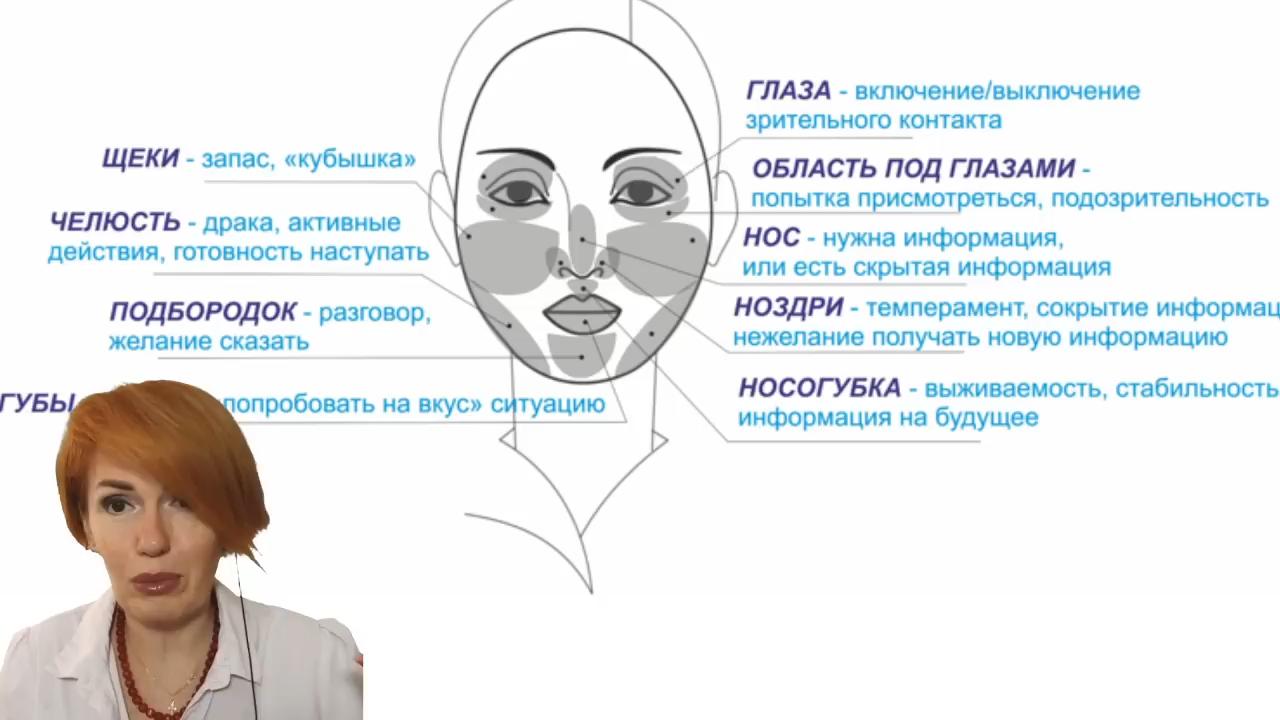 ЩЕКИ - запас, «кубышка»
ЧЕЛЮСТЬ - драка, активные
действия, готовность наступать
ПОДБОРОДОК - разговор,
желание сказать
ГУБЫ попробовать на вкус» ситуацию
ГЛАЗА - включение/выключение
зрительного контакта
ОБЛАСТЬ ПОД ГЛАЗАМИ -
попытка присмотреться, подозрительность
НОС - нужна информация,
или есть скрытая информация
НОЗДРИ - темперамент, сокрытие информац
нежелание получать новую информацию
НОСОГУБКА - выживаемость, стабильность
информация на будущее